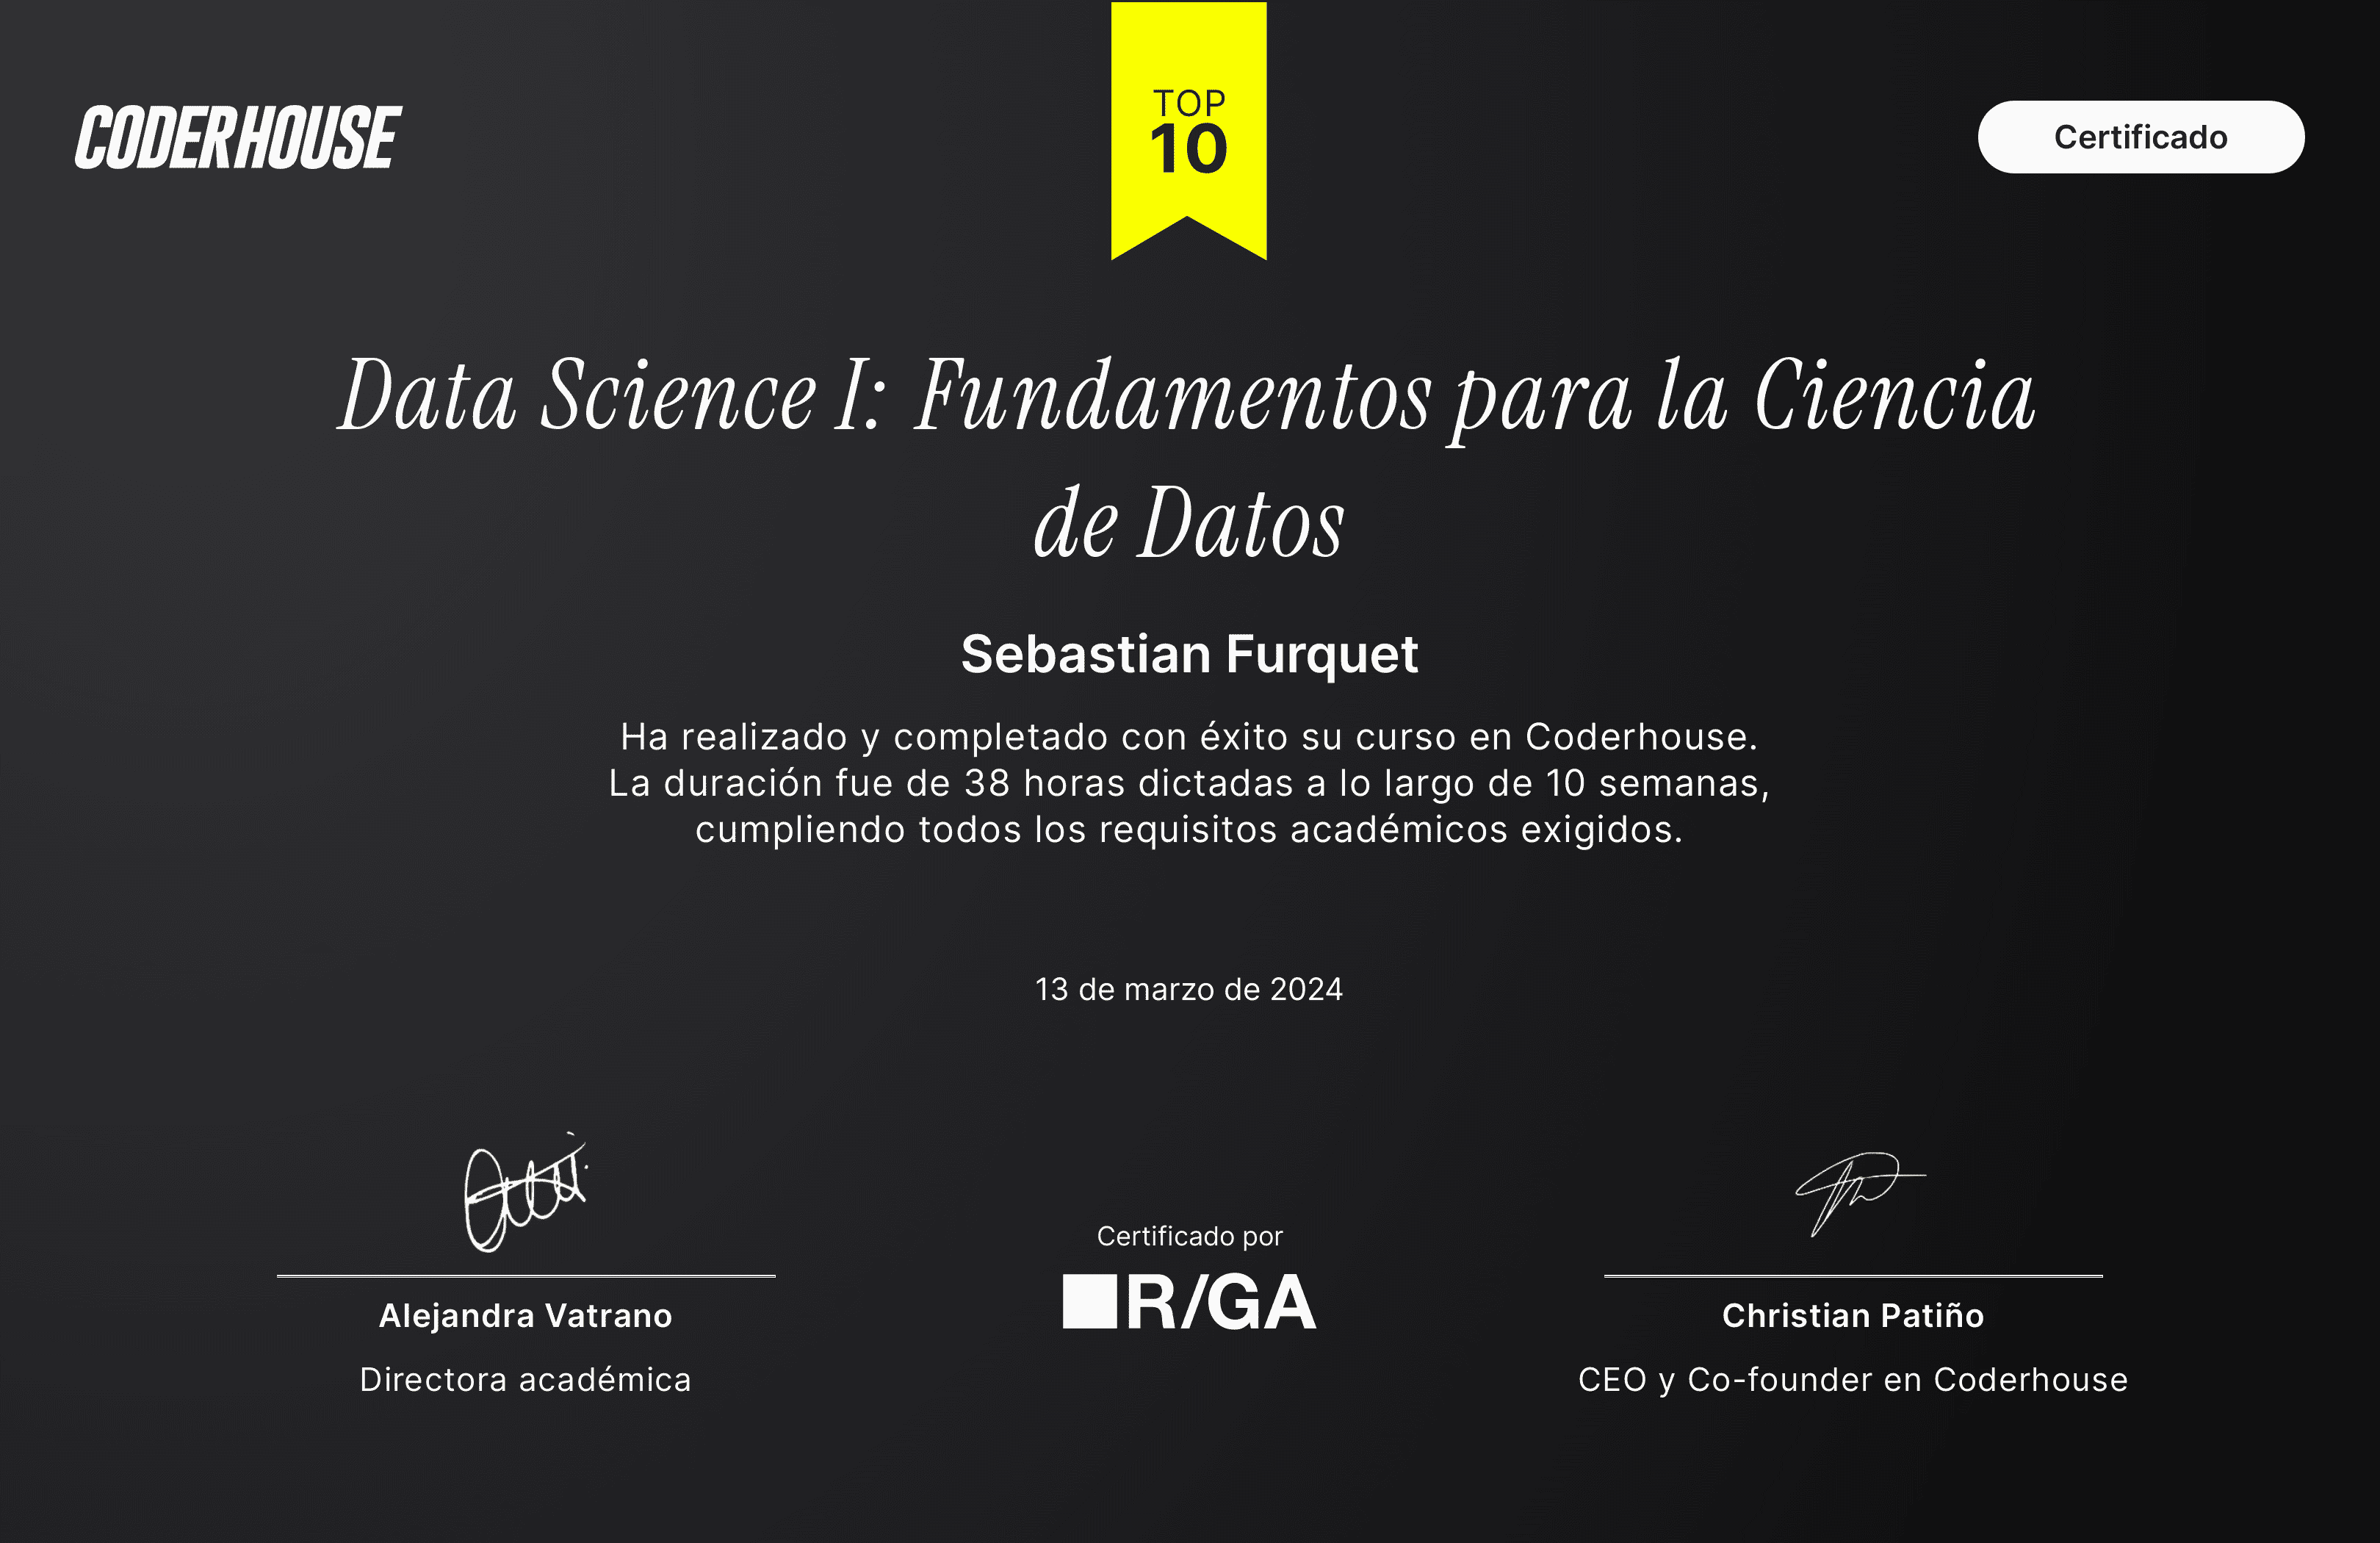 CODERHOUSE
TOP
10
Certificado
Data Science I: Fundamentos para la Ciencia
de Datos
Sebastian Furquet
Ha realizado y completado con éxito su curso en Coderhouse.
La duración fue de 38 horas dictadas a lo largo de 10 semanas,
cumpliendo todos los requisitos académicos exigidos.
13 de marzo de 2024
Alejandra Vatrano
Directora académica
Certificado por
R/GA
Christian Patiño
CEO y Co-founder en Coderhouse